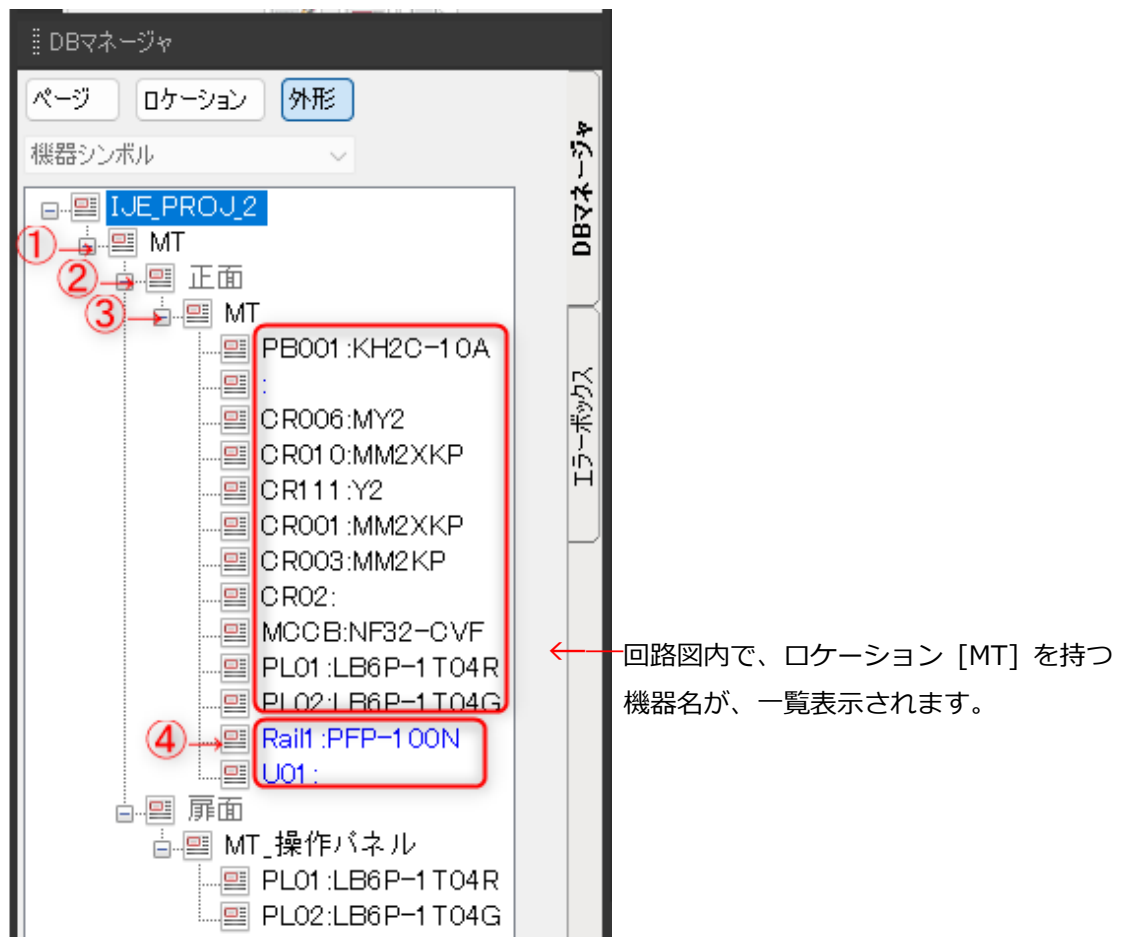 DBマネージャ
ページ ロケーション 外形
機器シンボル
IJE_PROJ_2
① MT
② 正面
③ MT
PB001:KH2C-10A
:
CR006:MY2
CR010:MM2XKP
CR111:Y2
CR001:MM2XKP
CR003:MM2KP
CR02:
MCCB:NF32-CVF
PL01:LB6P-1T04R
PL02:LB6P-1T04G
④ Rail1:PFP-100N
U01:
扉面
MT_操作パネル
PL01:LB6P-1T04R
PL02:LB6P-1T04G
DBマネージャ
エラーボックス
回路図内で、ロケーション [MT] を持つ
機器名が、一覧表示されます。